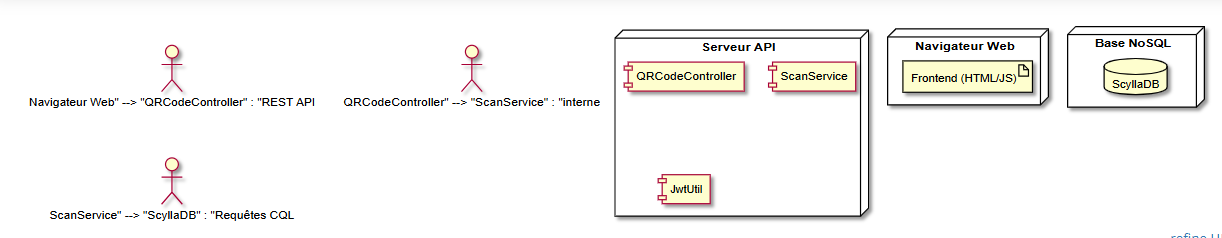 Serveur API
Navigateur Web
Base NoSQL
QRCodeController
ScanService
Frontend (HTML/JS)
ScyllaDB
Navigateur Web" --> "QRCodeController" : "REST API
QRCodeController" --> "ScanService" : "interne
JwtUtil
ScanService" --> "ScyllaDB" : "Requêtes CQL